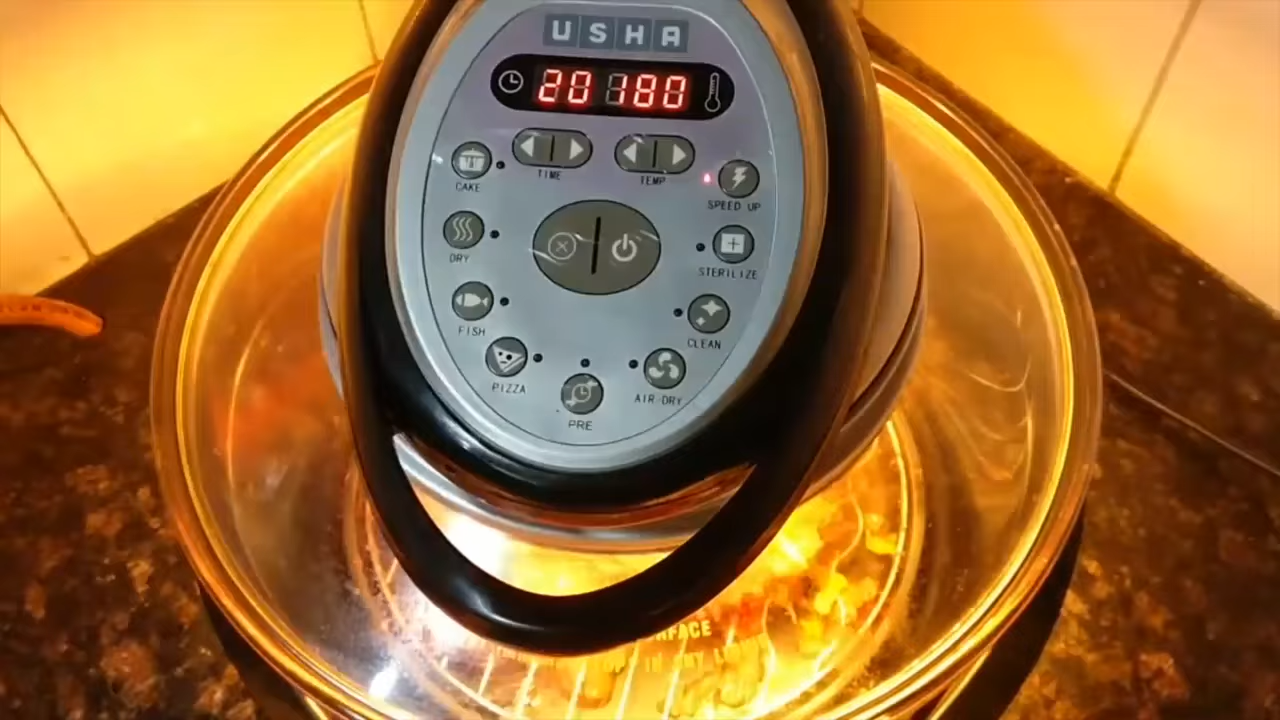 USHA
20 180
TIME
TEMP
CAKE
SPEED UP
DRY
STERILIZE
FISH
CLEAN
PIZZA
AIR-DRY
PRE